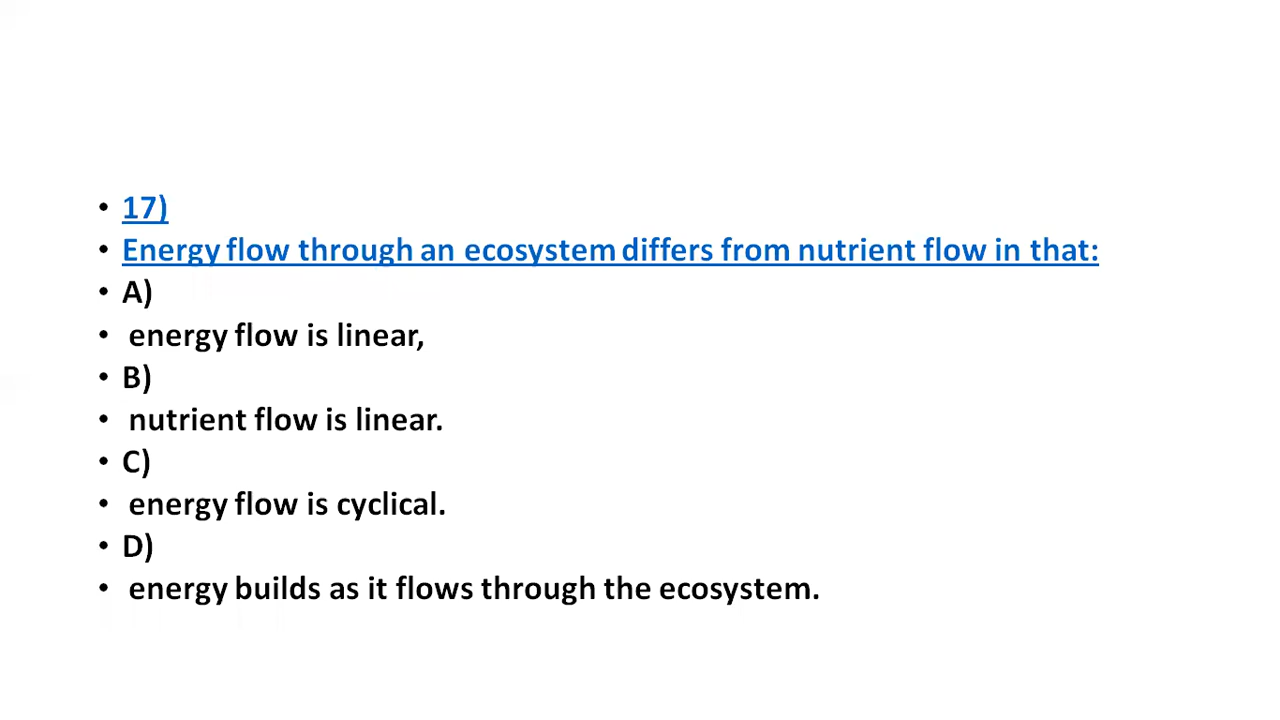 • 17)
• Energy flow through an ecosystem differs from nutrient flow in that:
• A)
• energy flow is linear,
• B)
• nutrient flow is linear.
• C)
• energy flow is cyclical.
• D)
• energy builds as it flows through the ecosystem.